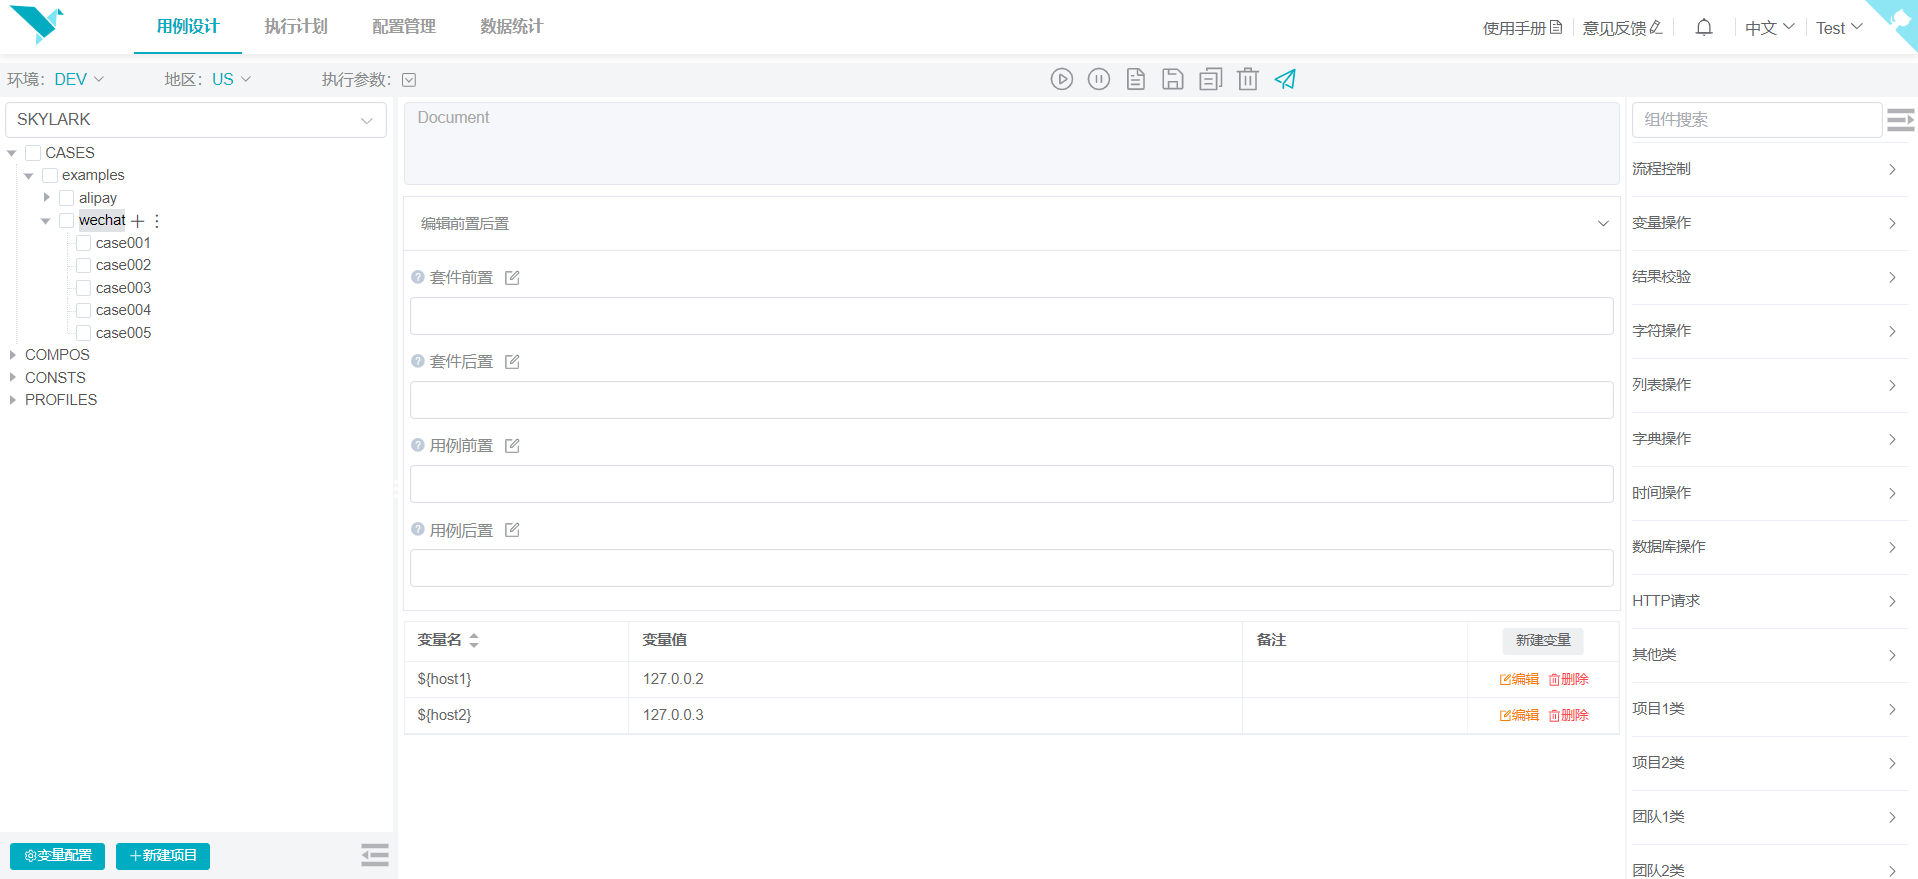 用例设计 执行计划 配置管理 数据统计 使用手册 意见反馈 中文 Test
环境: DEV 地区: US 执行参数:
SKYLARK
CASES
examples
alipay
wechat
case001
case002
case003
case004
case005
COMPOS
CONSTS
PROFILES
变量配置 +新建项目
Document
编辑前置后置
套件前置
套件后置
用例前置
用例后置
变量名 变量值 备注 新建变量
${host1} 127.0.0.2 编辑 删除
${host2} 127.0.0.3 编辑 删除
组件搜索
流程控制
变量操作
结果校验
字符操作
列表操作
字典操作
时间操作
数据库操作
HTTP请求
其他类
项目1类
项目2类
团队1类
团队2类